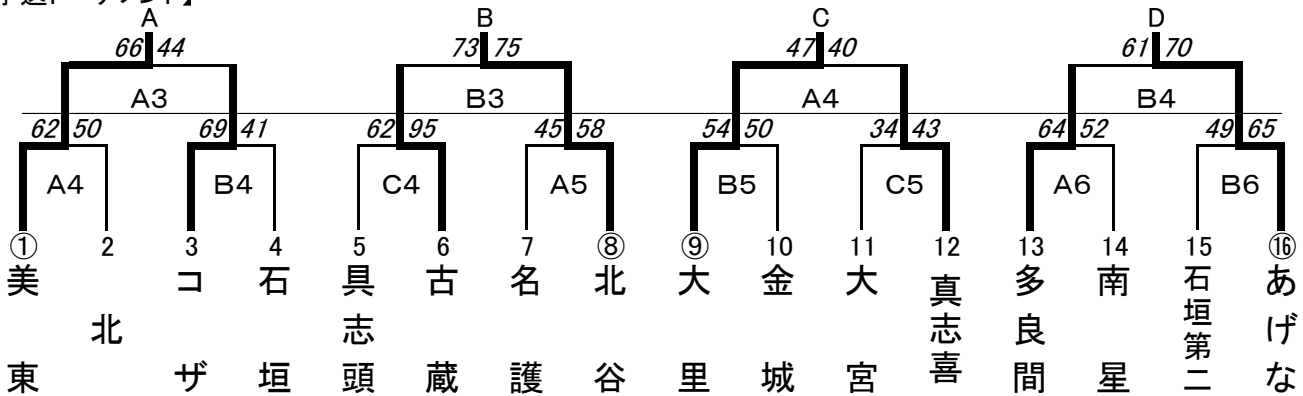 A B C D
66 44 73 75 47 40 61 70
A3 B3 A4 B4
62 50 69 41 62 95 45 58 54 50 34 43 64 52 49 65
A4 B4 C4 A5 B5 C5 A6 B6
① 2 3 4 5 6 7 ⑧ ⑨ 10 11 12 13 14 15 ⑯
美東
北
コザ
石垣
具志頭
古蔵
名護
北谷
大里
金城
大宮
真志喜
多良間
南星
石垣第二
あげな